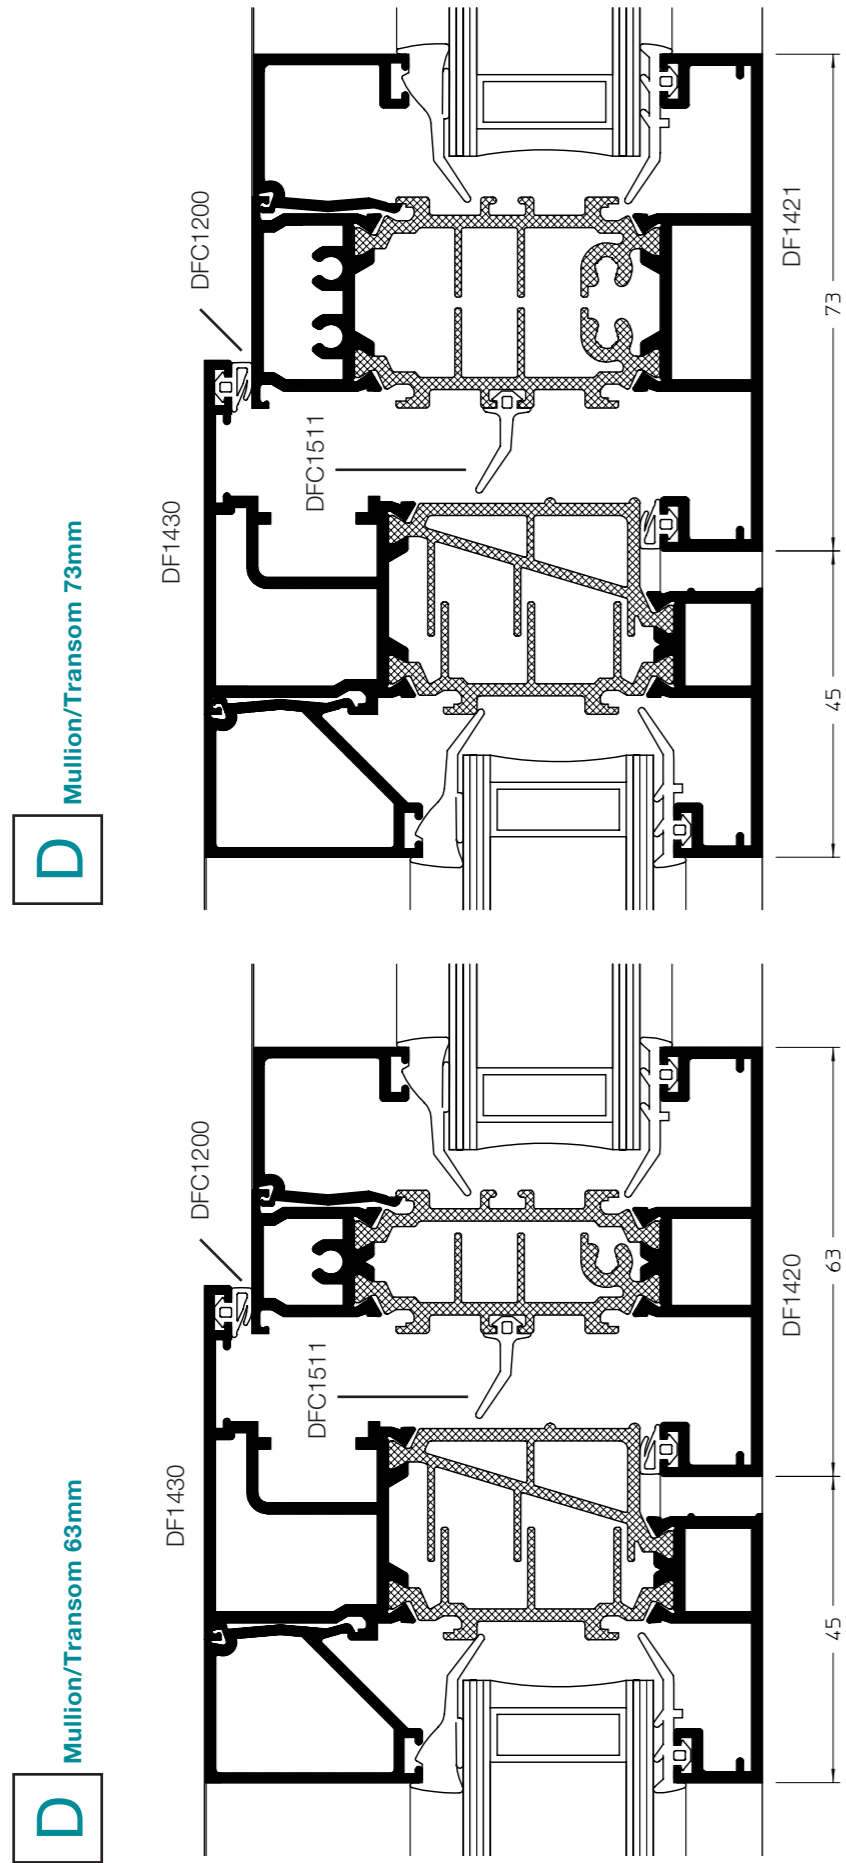 D
Mullion/Transom 63mm
DF1430
DFC1200
DFC1511
DF1420
45
63
D
Mullion/Transom 73mm
DF1430
DFC1200
DFC1511
DF1421
45
73